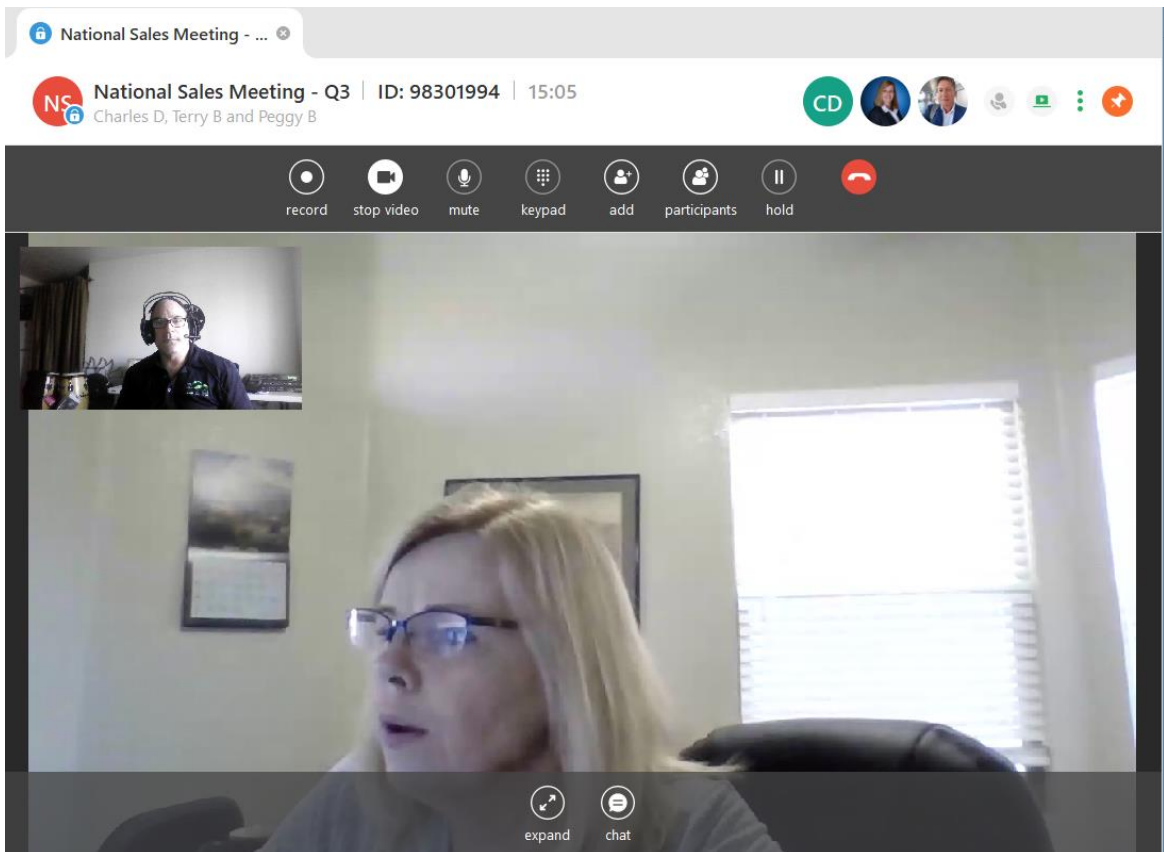 National Sales Meeting - ...
NS
National Sales Meeting - Q3 | ID: 98301994 | 15:05
Charles D, Terry B and Peggy B
CD
record
stop video
mute
keypad
add
participants
hold
expand
chat